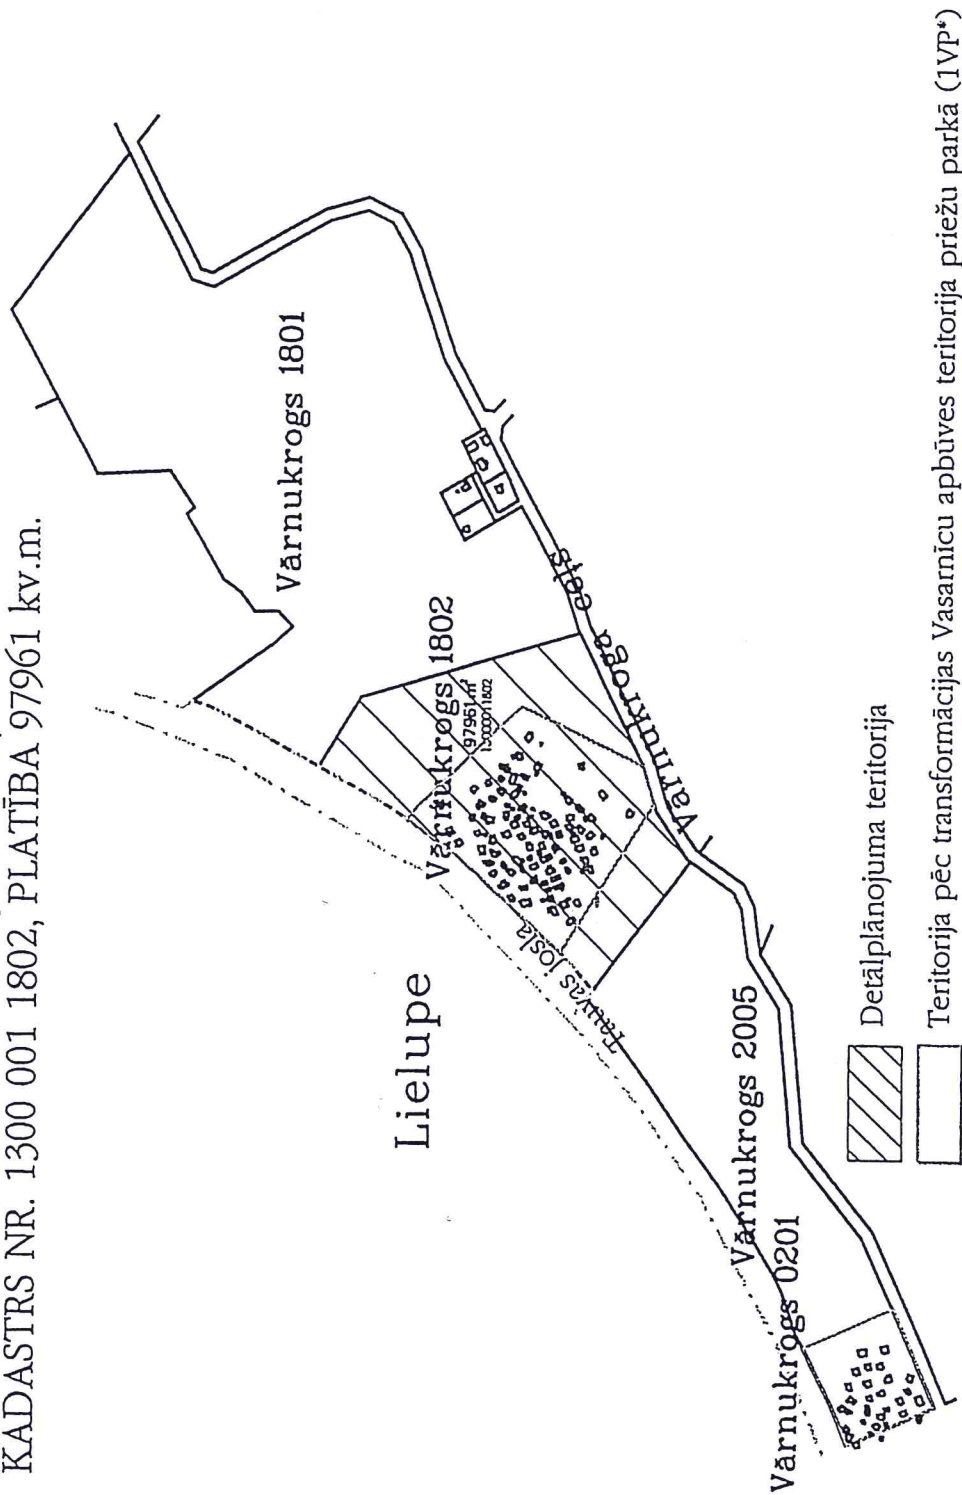 KADASTRS NR. 1300 001 1802, PLATĪBA 97961 kv.m.
Vārnukrogs 1801
Vārnukrogs 1802
97961 m²
13000011802
Vārnukroga ceļš
Lielupe
Tauvas josla
Vārnukrogs 2005
Vārnukrogs 0201
Detālplānojuma teritorija
Teritorija pēc transformācijas Vasarnīcu apbūves teritorija priežu parkā (1VP*)